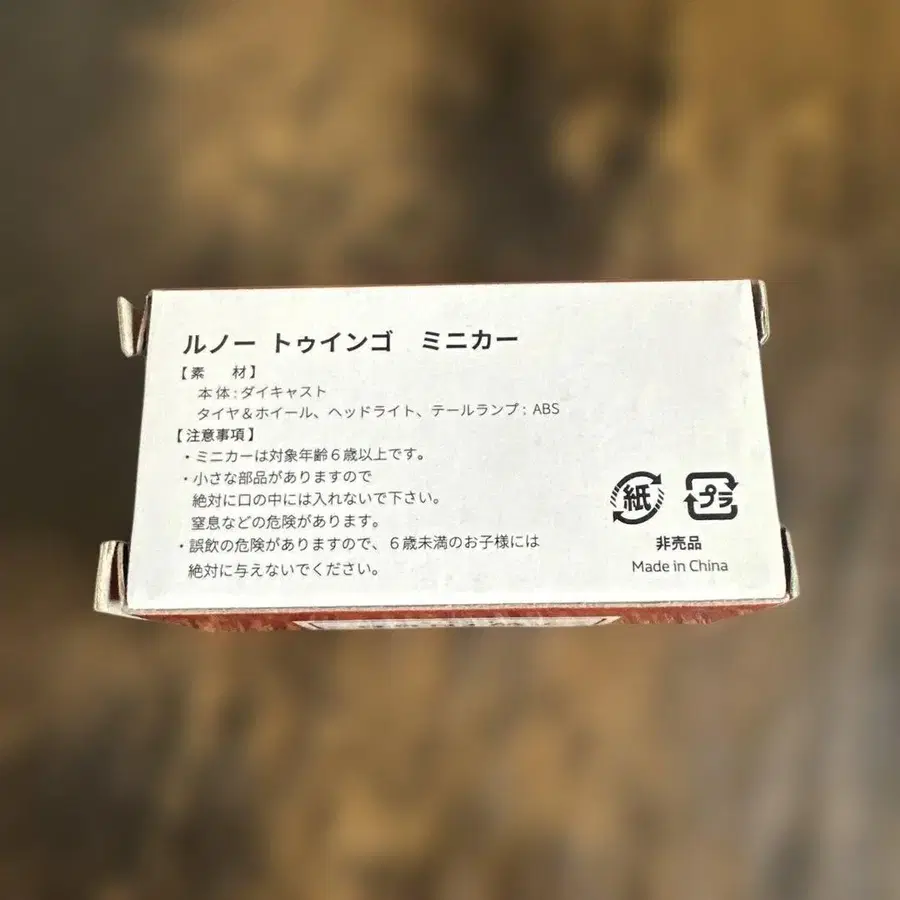 ルノー トゥインゴ　ミニカー
【素　材】
本体：ダイキャスト
タイヤ＆ホイール、ヘッドライト、テールランプ：ABS
【注意事項】
・ミニカーは対象年齢６歳以上です。
・小さな部品がありますので
絶対に口の中には入れないで下さい。
窒息などの危険があります。
・誤飲の危険がありますので、６歳未満のお子様には
絶対に与えないでください。
紙 プラ
非売品
Made in China